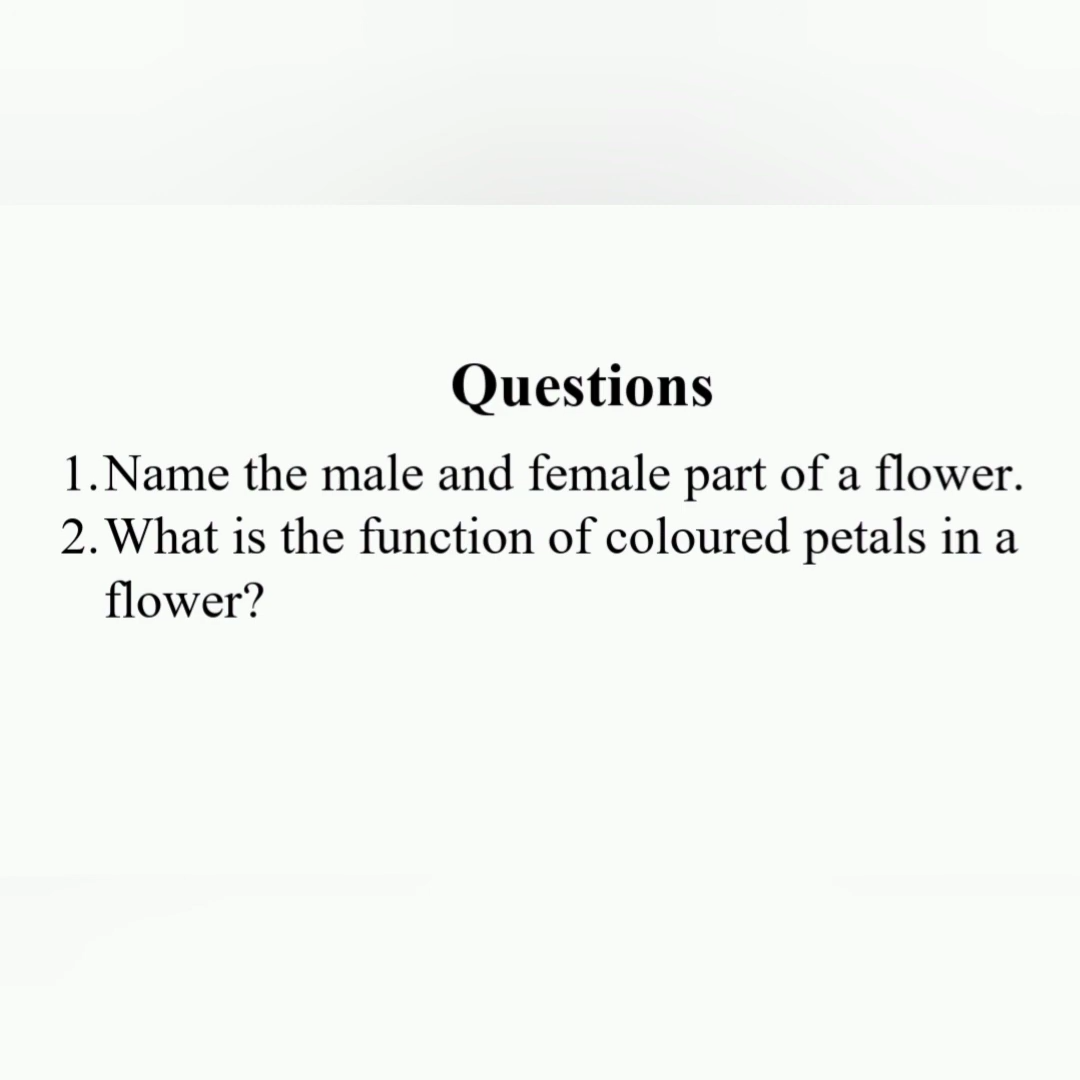 Questions
1. Name the male and female part of a flower.
2. What is the function of coloured petals in a
flower?